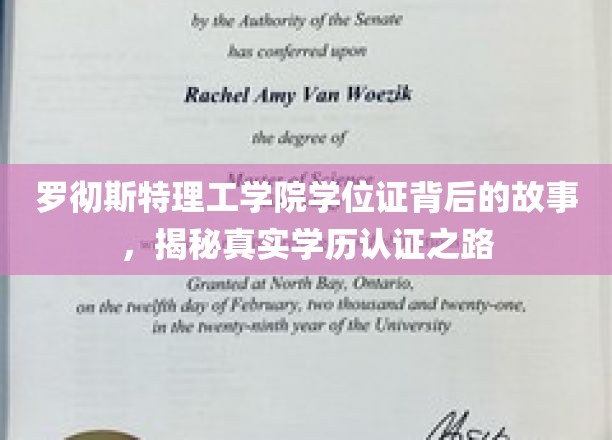 by the Authority of the Senate
has conferred upon
Rachel Amy Van Woezik
the degree of
Master of Science
罗彻斯特理工学院学位证背后的故事
，揭秘真实学历认证之路
Granted at North Bay, Ontario,
on the twelfth day of February, two thousand and twenty-one,
in the twenty-ninth year of the University